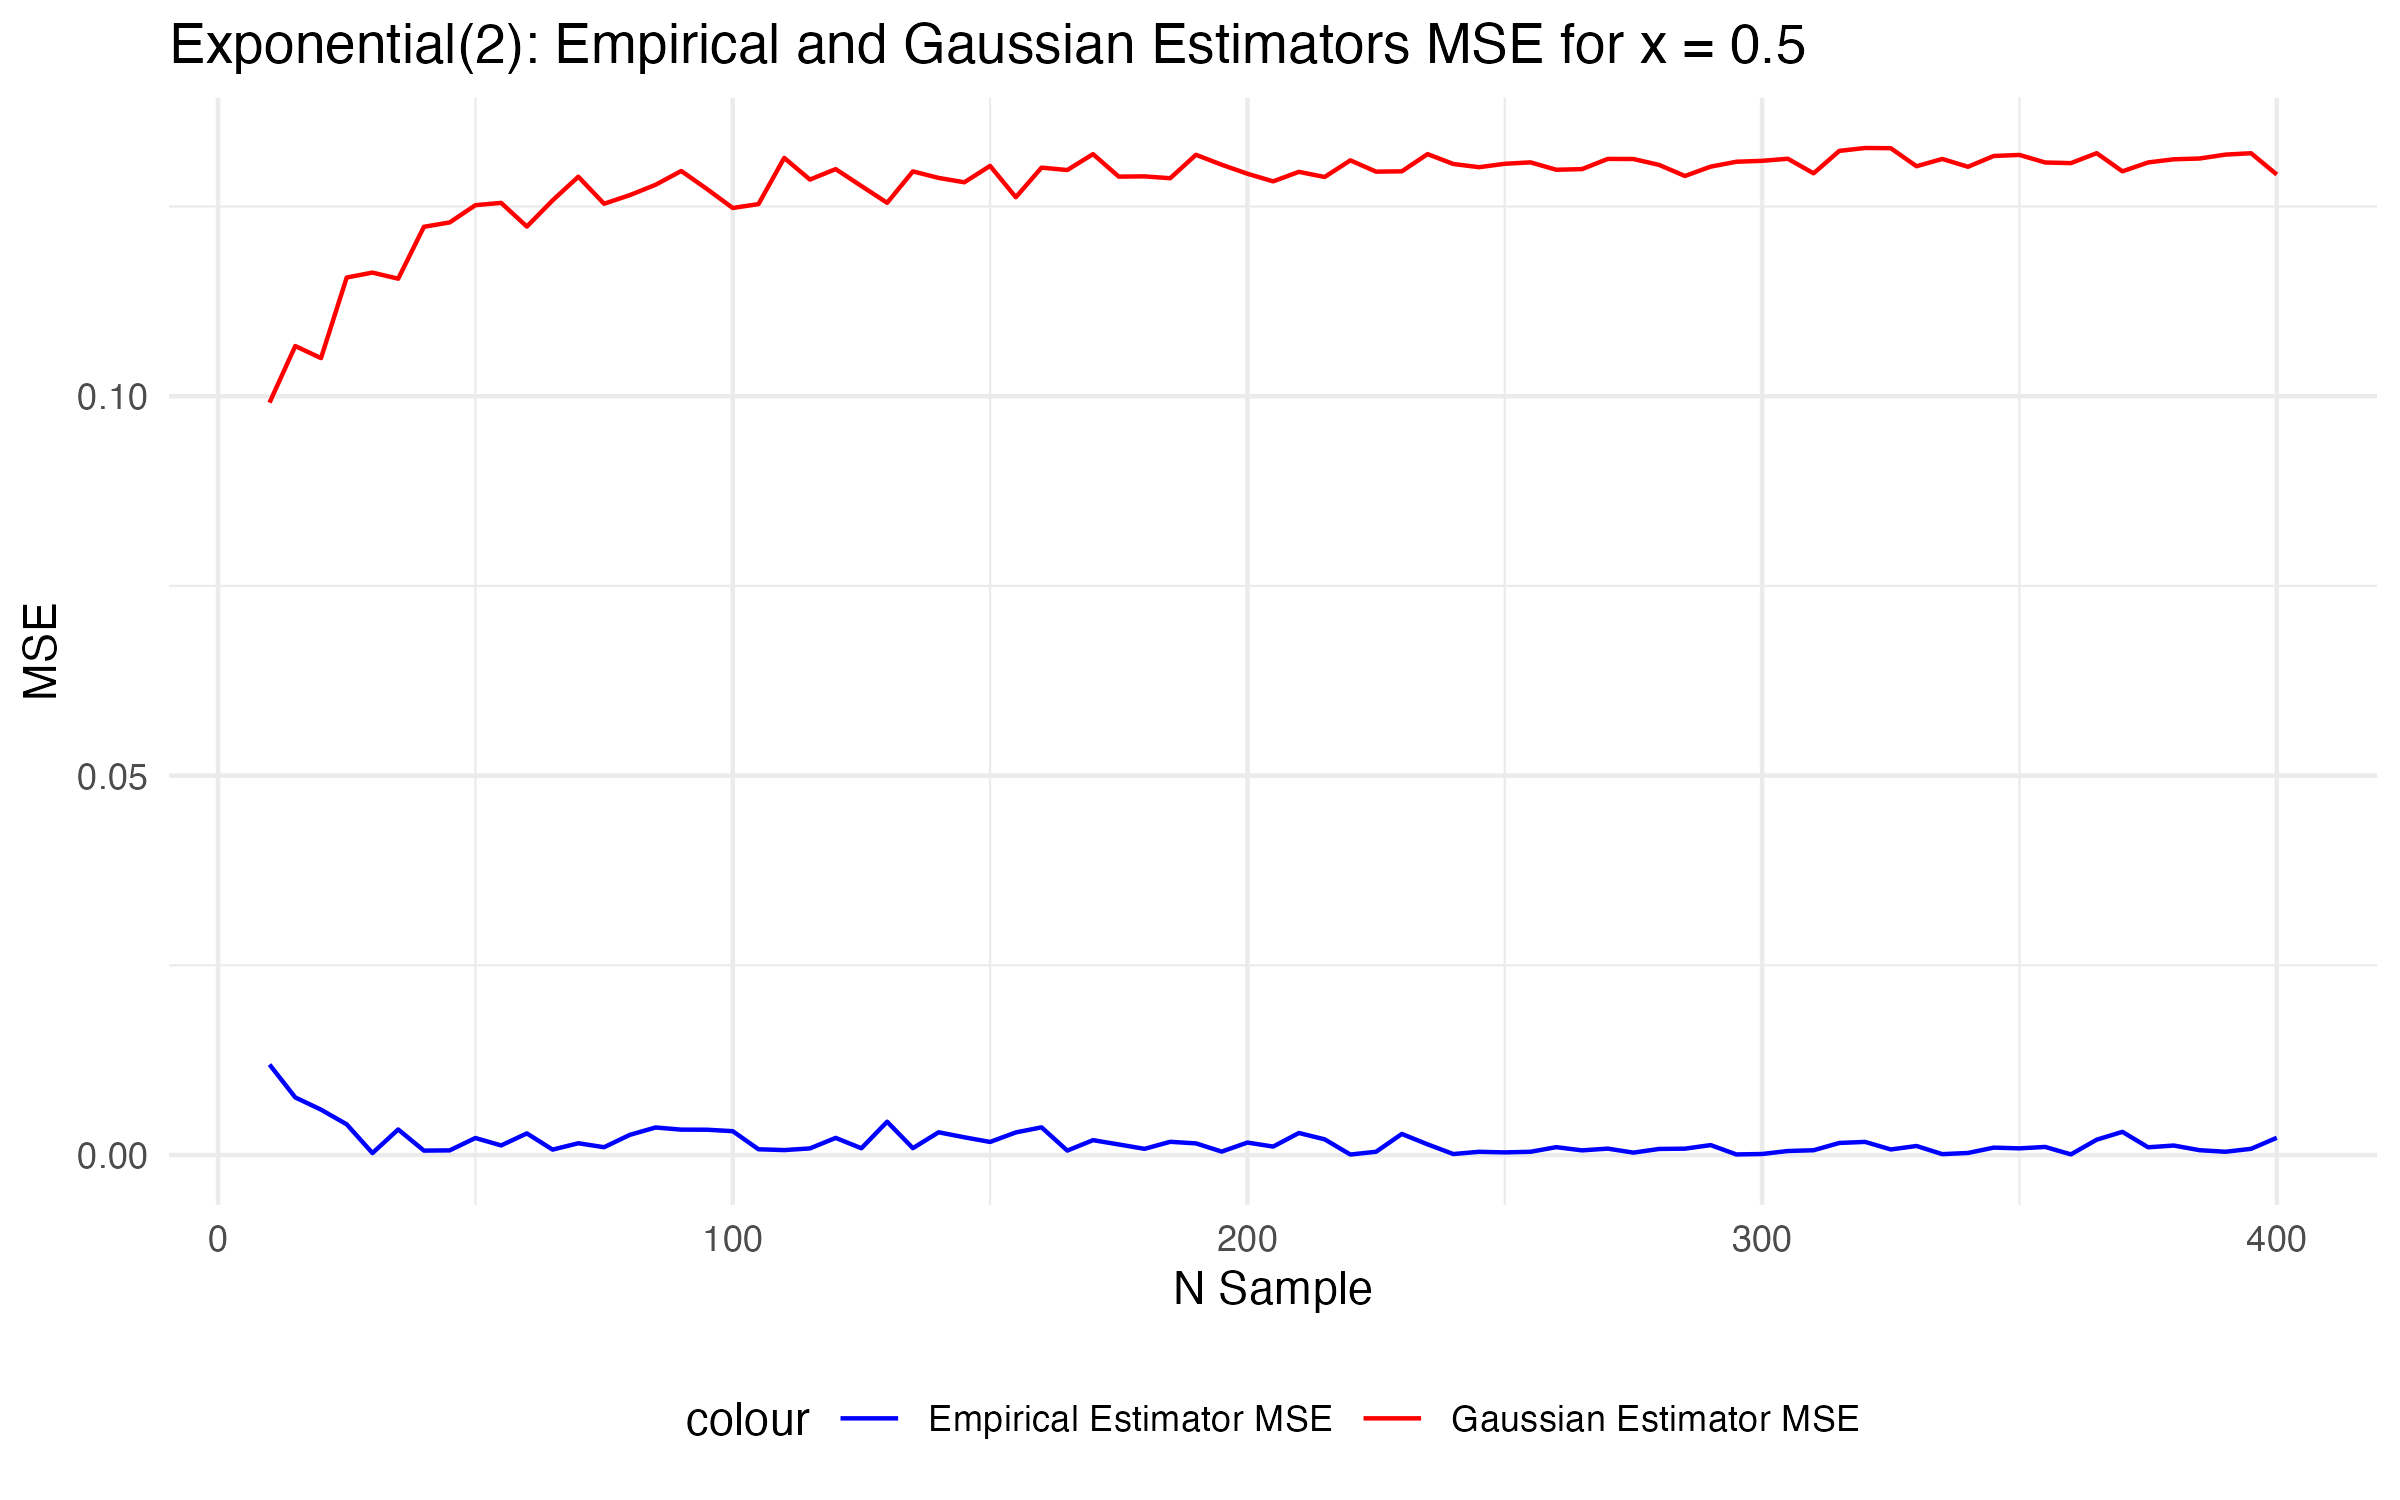 Exponential(2): Empirical and Gaussian Estimators MSE for x = 0.5
MSE
0.10
0.05
0.00
0 100 200 300 400
N Sample
colour Empirical Estimator MSE Gaussian Estimator MSE